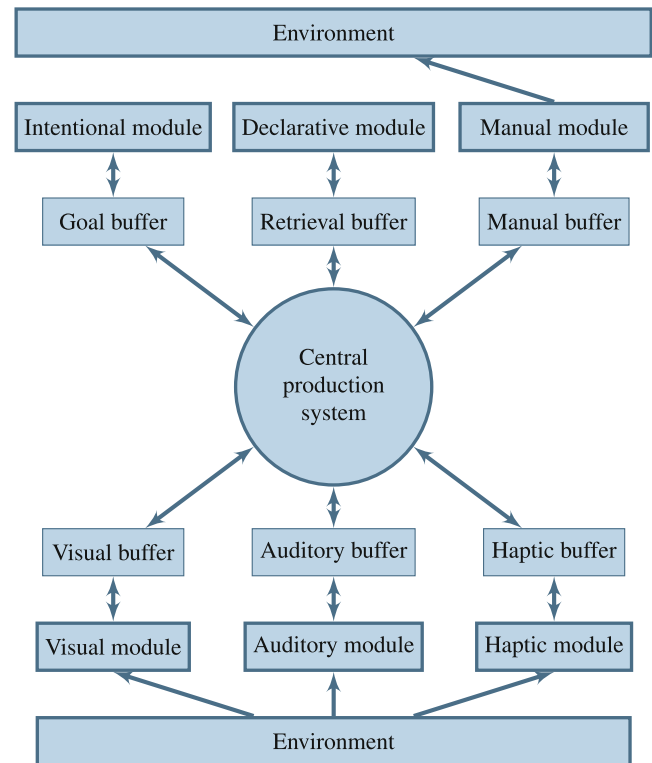 Environment
Intentional module
Declarative module
Manual module
Goal buffer
Retrieval buffer
Manual buffer
Central
production
system
Visual buffer
Auditory buffer
Haptic buffer
Visual module
Auditory module
Haptic module
Environment